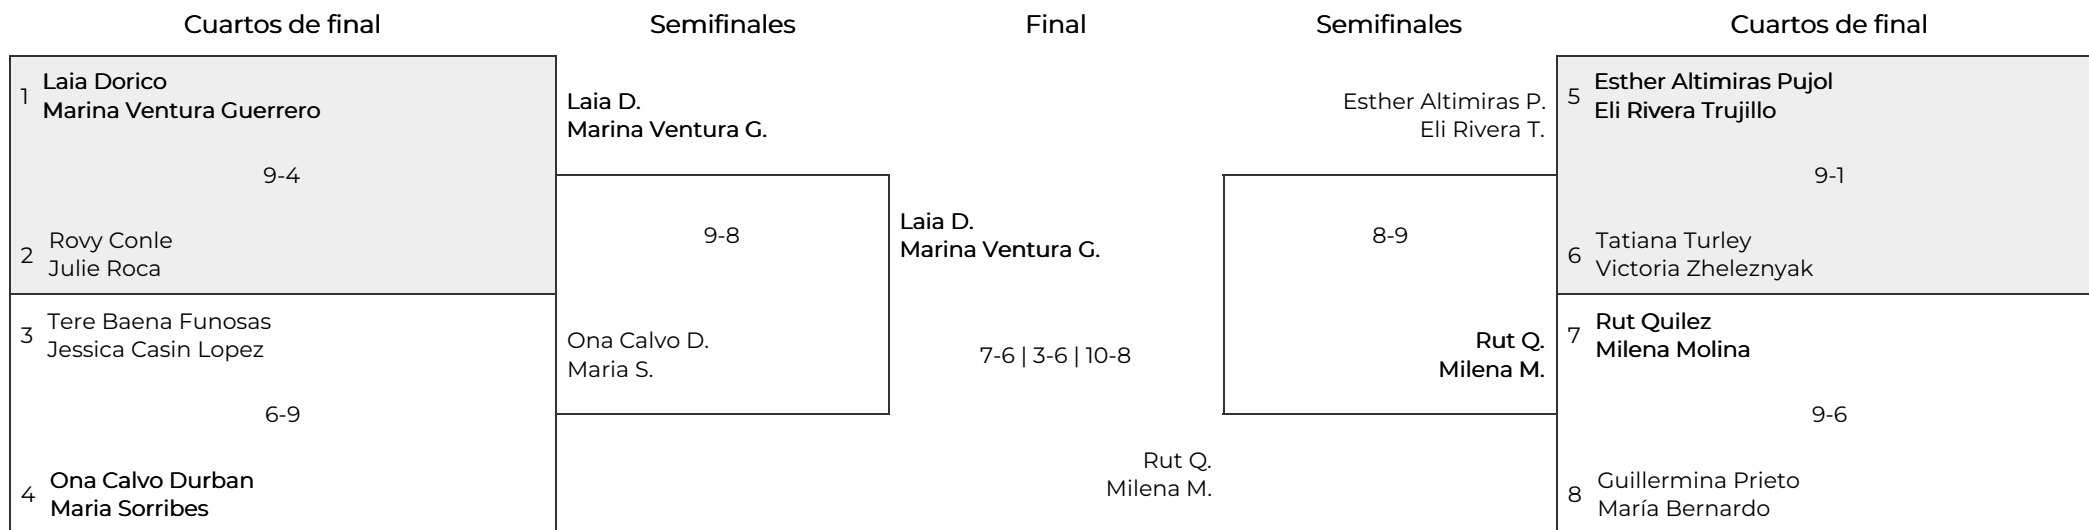 Cuartos de final
Semifinales
Final
Semifinales
Cuartos de final
1
Laia Dorico
Marina Ventura Guerrero
9-4
2
Rovy Conle
Julie Roca
3
Tere Baena Funosas
Jessica Casin Lopez
6-9
4
Ona Calvo Durban
Maria Sorribes
Laia D.
Marina Ventura G.
9-8
Ona Calvo D.
Maria S.
Laia D.
Marina Ventura G.
7-6 | 3-6 | 10-8
Rut Q.
Milena M.
Esther Altimiras P.
Eli Rivera T.
8-9
Rut Q.
Milena M.
5
Esther Altimiras Pujol
Eli Rivera Trujillo
9-1
6
Tatiana Turley
Victoria Zheleznyak
7
Rut Quilez
Milena Molina
9-6
8
Guillermina Prieto
María Bernardo